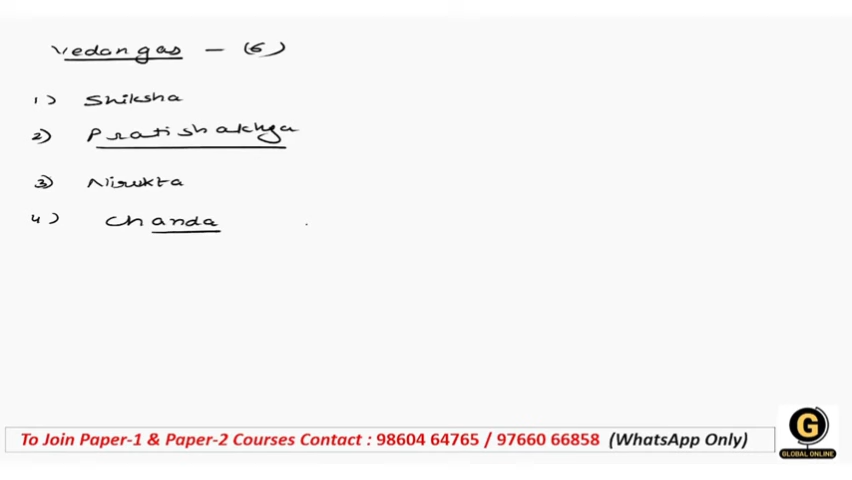 Vedangas - (6)
1) Shiksha
2) Pratishakhya
3) Nirukta
4) Chanda
To Join Paper-1 & Paper-2 Courses Contact : 98604 64765 / 97660 66858 (WhatsApp Only)
G
GLOBAL ONLINE